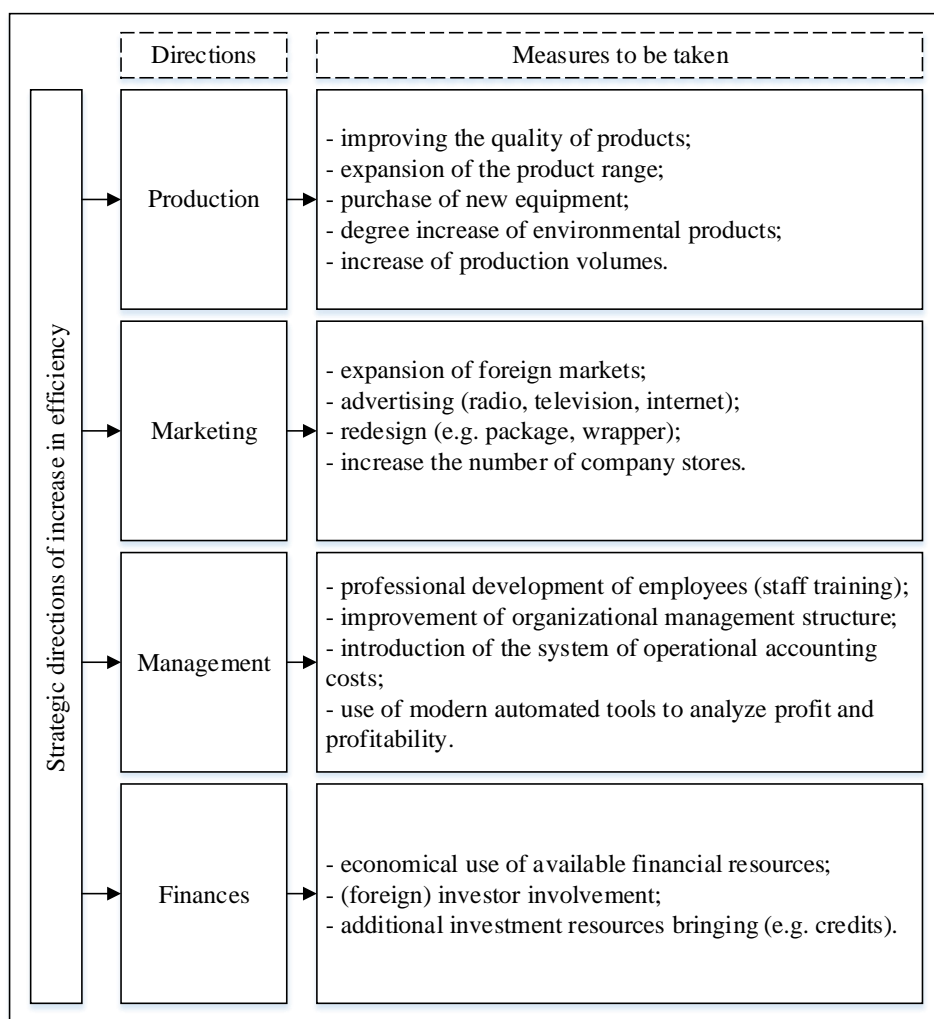 Directions
Measures to be taken
Strategic directions of increase in efficiency
Production
- improving the quality of products;
- expansion of the product range;
- purchase of new equipment;
- degree increase of environmental products;
- increase of production volumes.
Marketing
- expansion of foreign markets;
- advertising (radio, television, internet);
- redesign (e.g. package, wrapper);
- increase the number of company stores.
Management
- professional development of employees (staff training);
- improvement of organizational management structure;
- introduction of the system of operational accounting
costs;
- use of modern automated tools to analyze profit and
profitability.
Finances
- economical use of available financial resources;
- (foreign) investor involvement;
- additional investment resources bringing (e.g. credits).